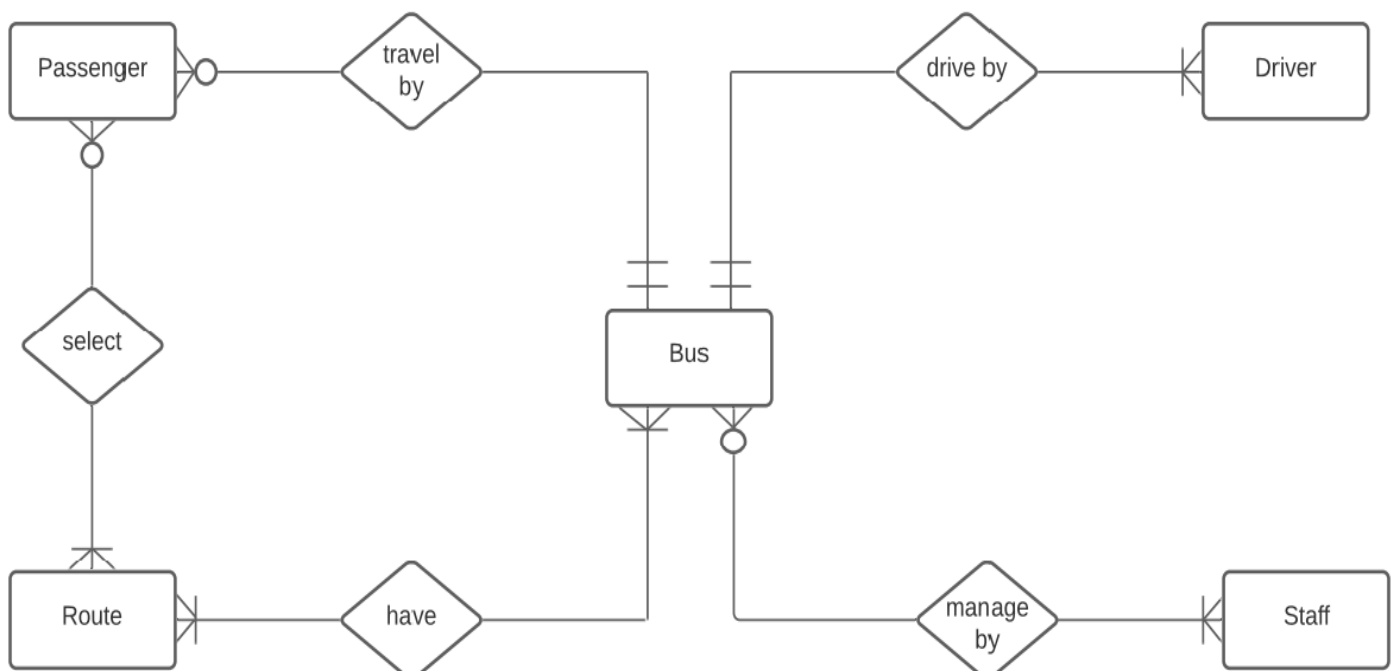 Passenger
travel
by
drive by
Driver
select
Bus
Route
have
manage
by
Staff